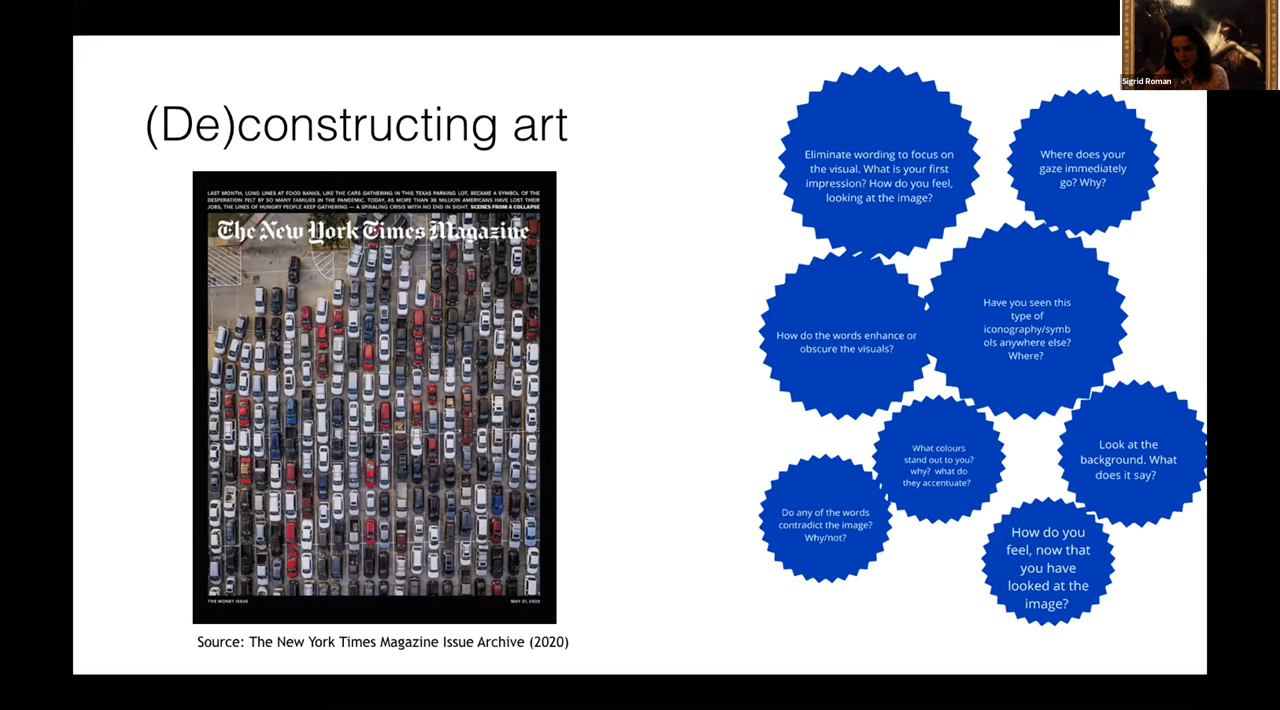 Sigrid Roman
(De)constructing art
LAST MONTH, LONG LINES AT FOOD BANKS, LIKE THE CARS GATHERING IN THIS TEXAS PARKING LOT, BECAME A SYMBOL OF THE
DESPERATION FELT BY SO MANY FAMILIES IN THE PANDEMIC. TODAY, AS MORE THAN 38 MILLION AMERICANS HAVE LOST THEIR
JOBS, THE LINES OF HUNGRY PEOPLE KEEP GATHERING — A SPIRALING CRISIS WITH NO END IN SIGHT. SCENES FROM A COLLAPSE
The New York Times Magazine
THE MONEY ISSUE
MAY 31, 2020
Source: The New York Times Magazine Issue Archive (2020)
Eliminate wording to focus on
the visual. What is your first
impression? How do you feel,
looking at the image?
Where does your
gaze immediately
go? Why?
How do the words enhance or
obscure the visuals?
Have you seen this
type of
iconography/symb
ols anywhere else?
Where?
What colours
stand out to you?
why? what do
they accentuate?
Look at the
background. What
does it say?
Do any of the words
contradict the image?
Why/not?
How do you
feel, now that
you have
looked at the
image?